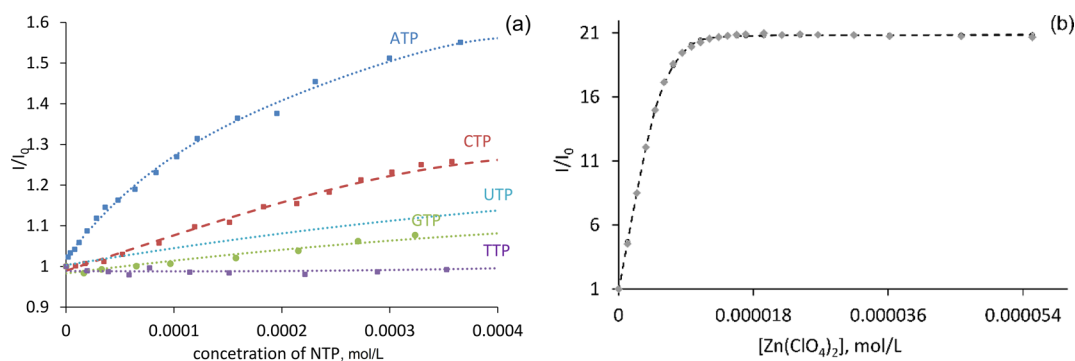 (a)
I/I0
1.6
1.5
1.4
1.3
1.2
1.1
1
0.9
ATP
CTP
UTP
GTP
TTP
0
0.0001
0.0002
0.0003
0.0004
concetration of NTP, mol/L
(b)
I/I0
21
16
11
6
1
0
0.000018
0.000036
0.000054
[Zn(ClO4)2], mol/L